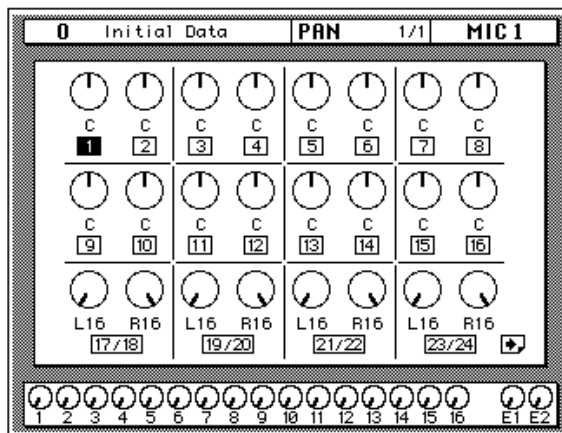 0 Initial Data PAN 1/1 MIC 1
C C C C C C C C
1 2 3 4 5 6 7 8
C C C C C C C C
9 10 11 12 13 14 15 16
L16 R16 L16 R16 L16 R16 L16 R16
17/18 19/20 21/22 23/24
1 2 3 4 5 6 7 8 9 10 11 12 13 14 15 16 E1 E2